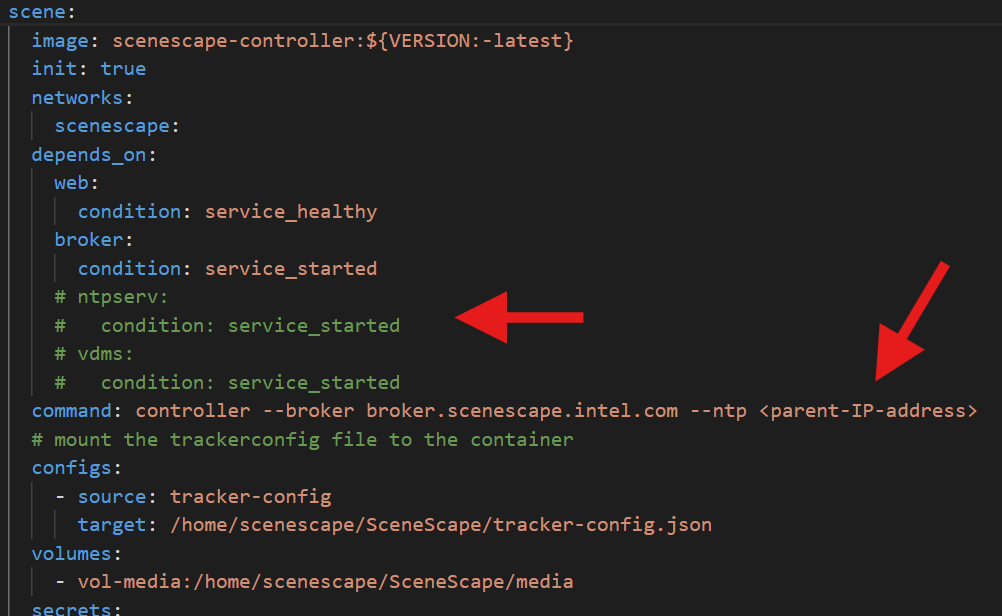 scene:
  image: scenescape-controller:${VERSION:-latest}
  init: true
  networks:
    scenescape:
  depends_on:
    web:
      condition: service_healthy
    broker:
      condition: service_started
    # ntpserv:
    #   condition: service_started
    # vdms:
    #   condition: service_started
  command: controller --broker broker.scenescape.intel.com --ntp <parent-IP-address>
  # mount the trackerconfig file to the container
  configs:
    - source: tracker-config
      target: /home/scenescape/SceneScape/tracker-config.json
  volumes:
    - vol-media:/home/scenescape/SceneScape/media
  secrets: